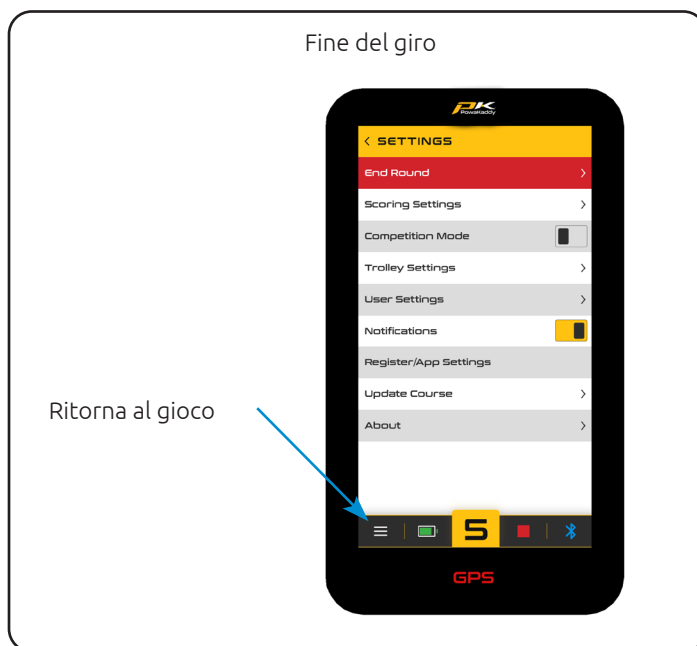 Fine del giro
PK
PowaKaddy
< SETTINGS
End Round >
Scoring Settings >
Competition Mode
Trolley Settings >
User Settings >
Notifications
Register/App Settings
Update Course >
About >
Ritorna al gioco
S
GPS